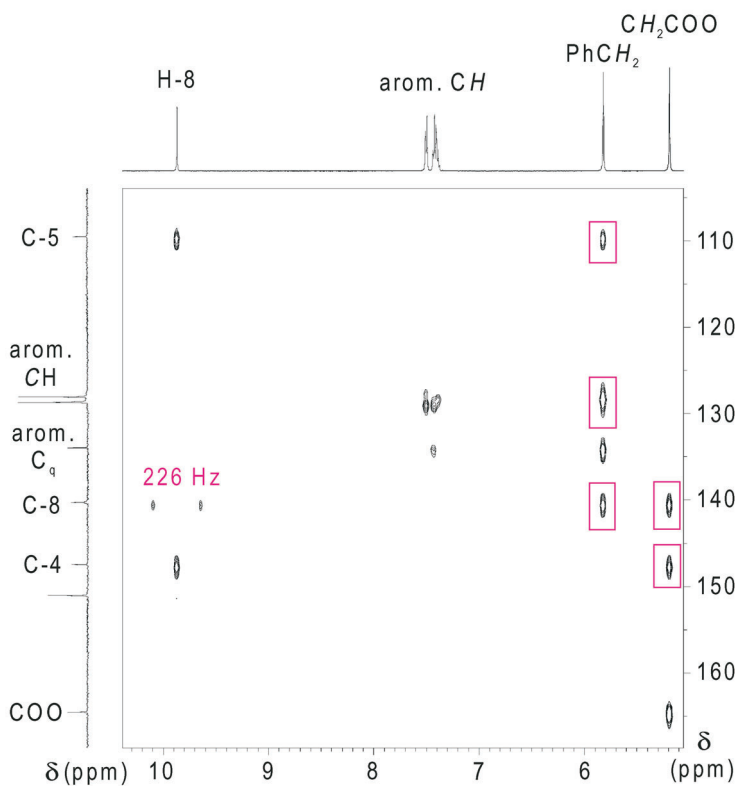 CH₂COO
PhCH₂
H-8
arom. CH
C-5
110
120
arom.
CH
130
arom.
Cq
226 Hz
C-8
140
C-4
150
160
COO
δ
δ (ppm) 10 9 8 7 6 (ppm)